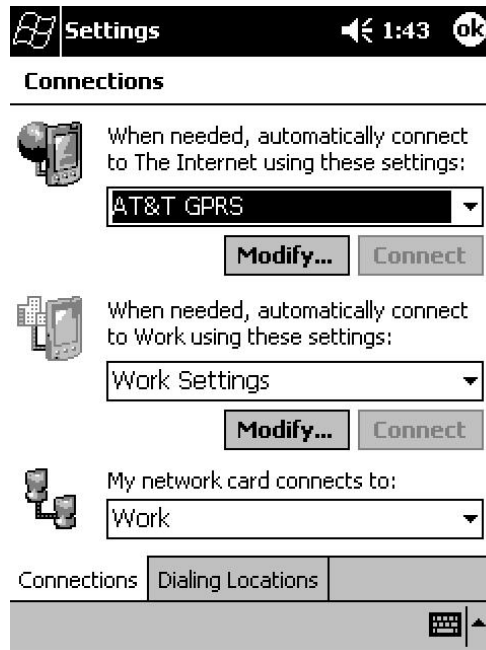 Settings 1:43 ok
Connections
When needed, automatically connect
to The Internet using these settings:
AT&T GPRS
Modify... Connect
When needed, automatically connect
to Work using these settings:
Work Settings
Modify... Connect
My network card connects to:
Work
Connections Dialing Locations